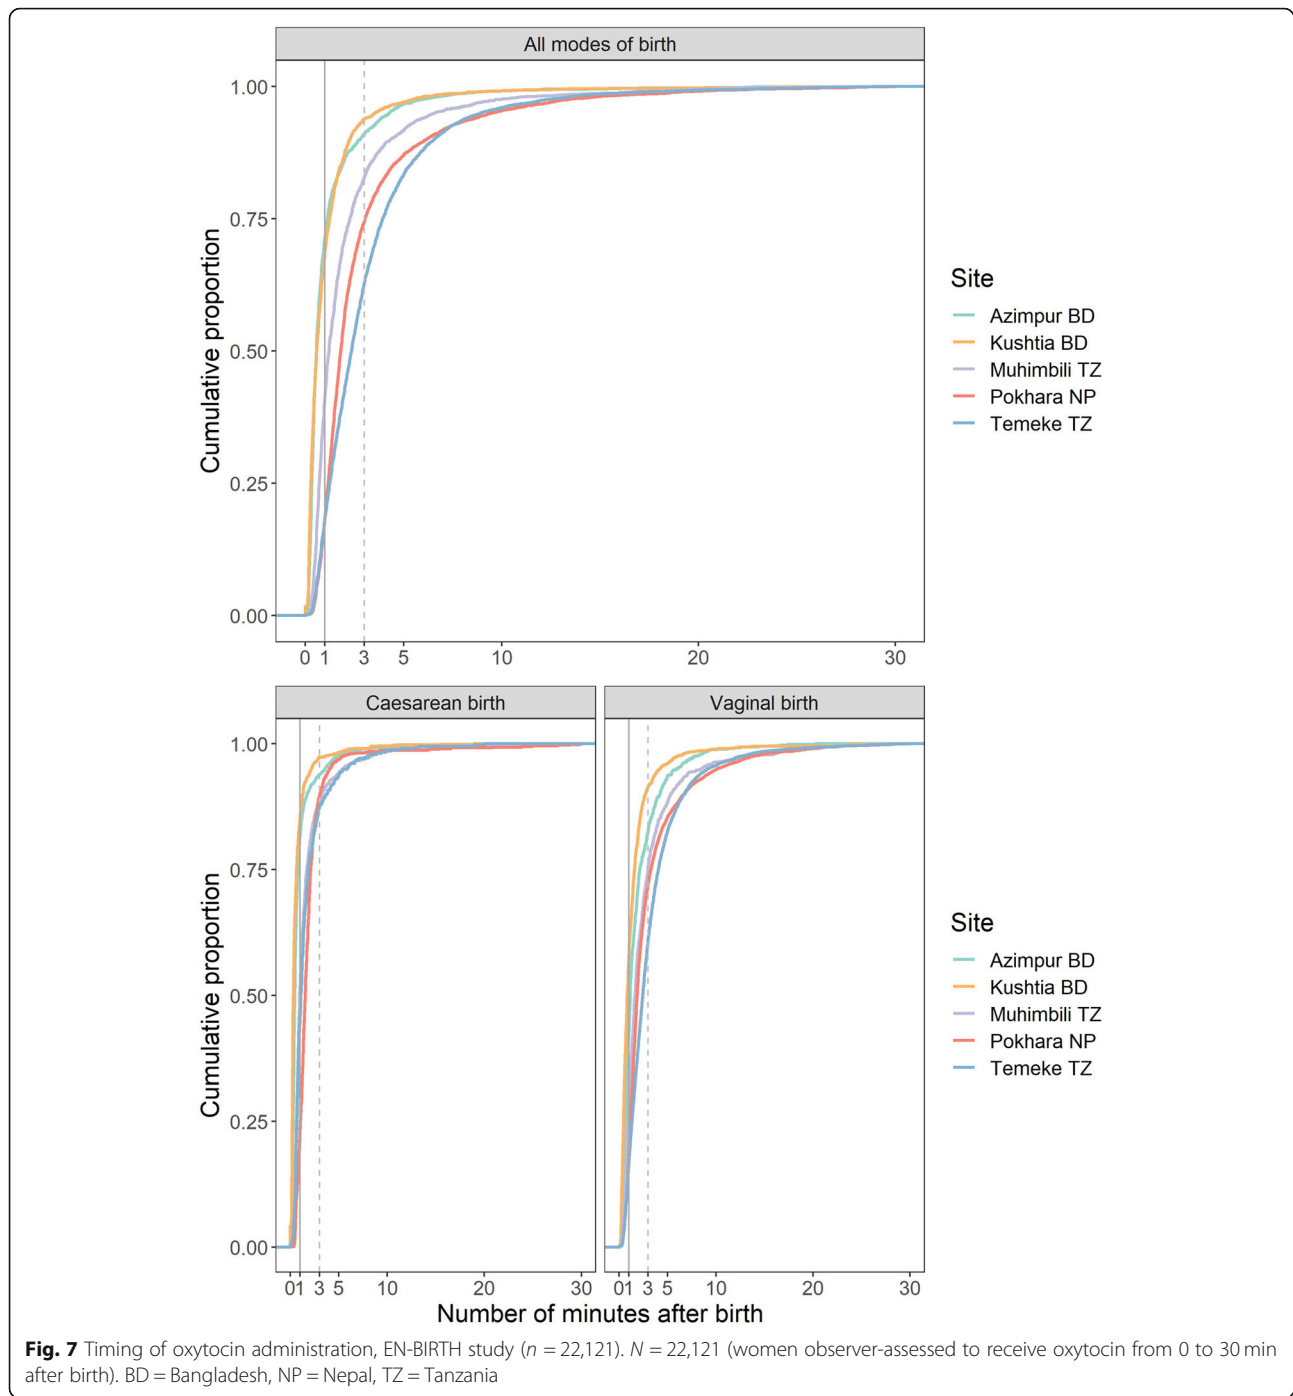 All modes of birth
1.00
0.75
0.50
0.25
0.00
Cumulative proportion
0 1 3 5 10 20 30
Site
Azimpur BD
Kushtia BD
Muhimbili TZ
Pokhara NP
Temeke TZ
Caesarean birth
Vaginal birth
1.00
0.75
0.50
0.25
0.00
Cumulative proportion
0 1 3 5 10 20 30
0 1 3 5 10 20 30
Number of minutes after birth
Site
Azimpur BD
Kushtia BD
Muhimbili TZ
Pokhara NP
Temeke TZ
Fig. 7 Timing of oxytocin administration, EN-BIRTH study (n = 22,121). N = 22,121 (women observer-assessed to receive oxytocin from 0 to 30 min
after birth). BD = Bangladesh, NP = Nepal, TZ = Tanzania